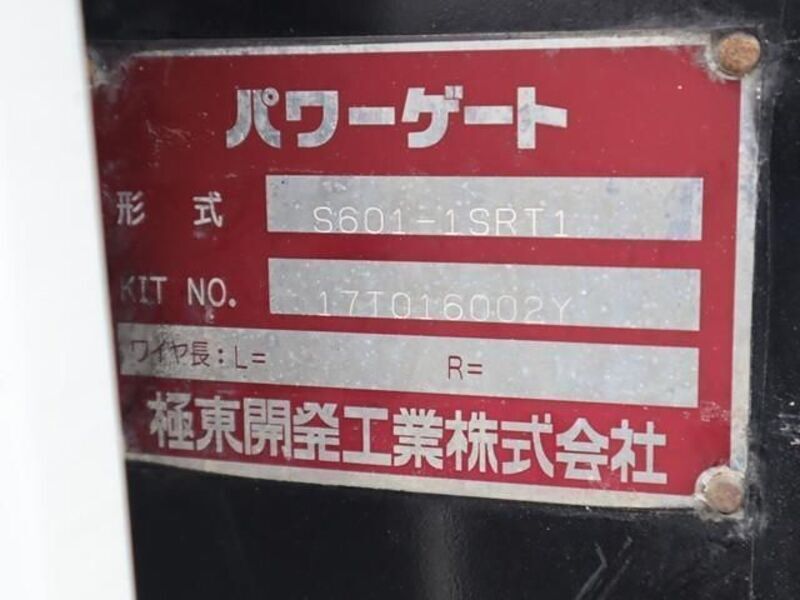 パワーゲート
形 式 S601-1SRT1
KIT NO. 17T016002Y
ワイヤ長:L= R=
極東開発工業株式会社